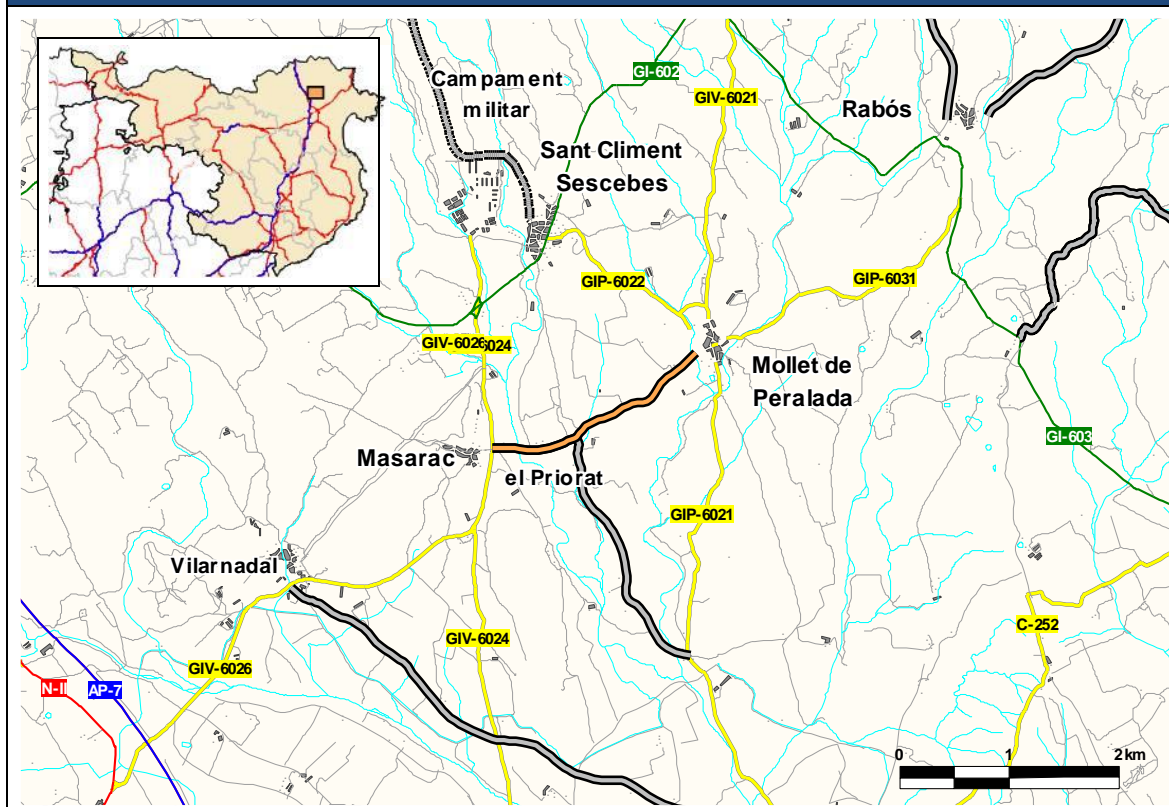 Campament
militar
GI-602
GIV-6021
Rabós
Sant Climent
Sescebes
GIP-6022
GIP-6031
GIV-6026
6024
Mollet de
Peralada
GI-603
Masarac
el Priorat
GIP-6021
Vilarnadal
C-252
GIV-6024
GIV-6026
N-II
AP-7
0
1
2km